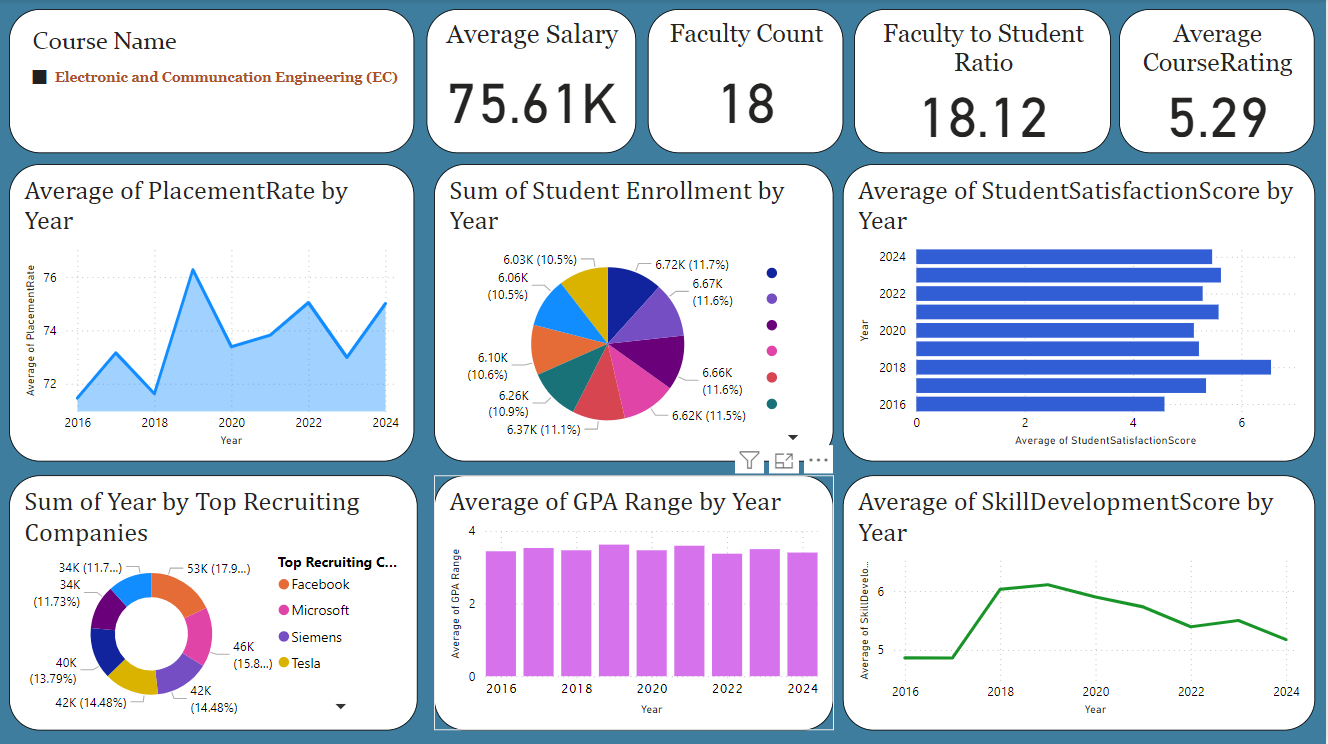 Course Name
Electronic and Communcation Engineering (EC)
Average Salary
75.61K
Faculty Count
18
Faculty to Student
Ratio
18.12
Average
CourseRating
5.29
Average of PlacementRate by
Year
Average of PlacementRate
76
74
72
2016
2018
2020
2022
2024
Year
Sum of Student Enrollment by
Year
6.03K (10.5%)
6.72K (11.7%)
6.06K
(10.5%)
6.67K
(11.6%)
6.10K
(10.6%)
6.66K
(11.6%)
6.26K
(10.9%)
6.62K (11.5%)
6.37K (11.1%)
Average of StudentSatisfactionScore by
Year
Year
2024
2022
2020
2018
2016
0
2
4
6
Average of StudentSatisfactionScore
Sum of Year by Top Recruiting
Companies
34K (11.7...)
53K (17.9...)
34K
(11.73%)
46K
(15.8...)
40K
(13.79%)
42K (14.48%)
42K
(14.48%)
Top Recruiting C...
Facebook
Microsoft
Siemens
Tesla
Average of GPA Range by Year
Average of GPA Range
4
2
0
2016
2018
2020
2022
2024
Year
Average of SkillDevelopmentScore by
Year
Average of SkillDevelo...
6
5
2016
2018
2020
2022
2024
Year